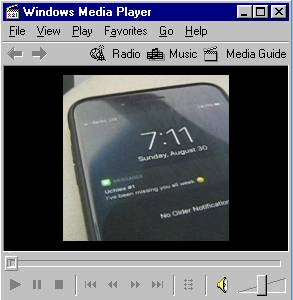 Windows Media Player
File View Play Favorites Go Help
Radio Music Media Guide
7:11
Sunday, August 30
MESSAGES
Uchies #1
I've been missing you all week
No Older Notifications